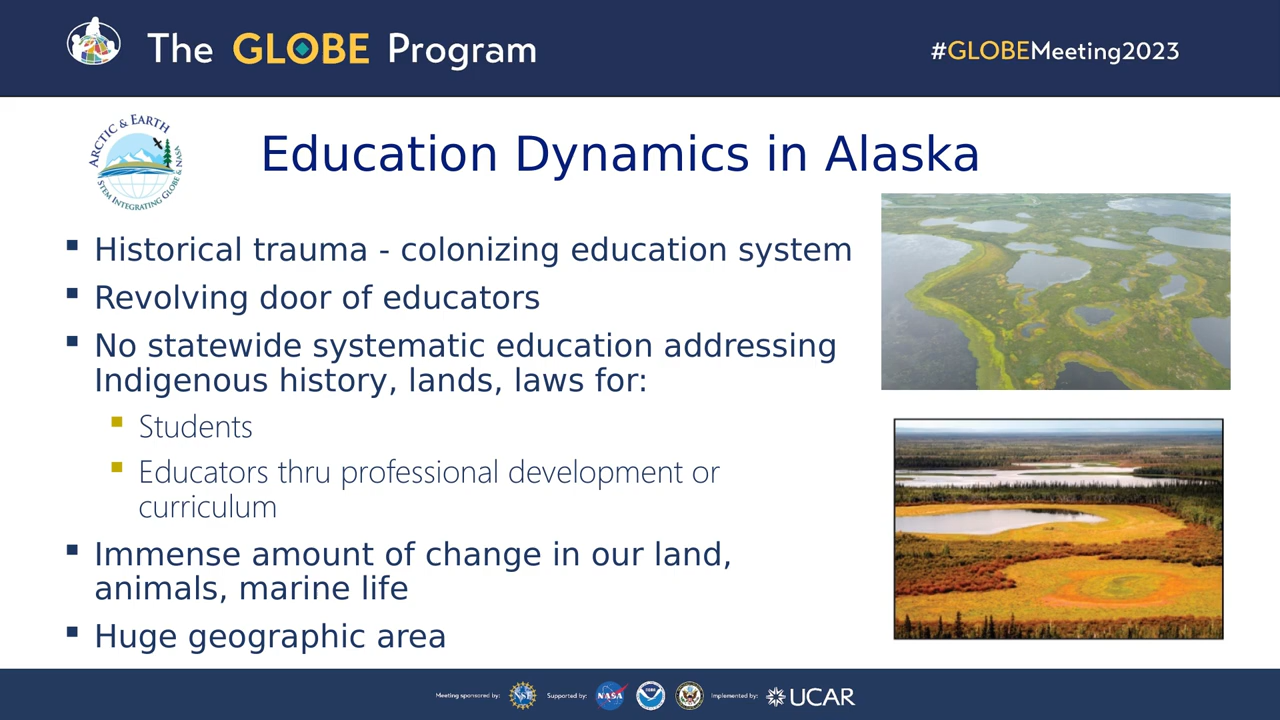 The GLOBE Program
#GLOBEMeeting2023
ARCTIC & EARTH
STEM INTEGRATING GLOBE & NASA
Education Dynamics in Alaska
Historical trauma - colonizing education system
Revolving door of educators
No statewide systematic education addressing
Indigenous history, lands, laws for:
Students
Educators thru professional development or
curriculum
Immense amount of change in our land,
animals, marine life
Huge geographic area
Meeting sponsored by:
NSF
Supported by:
NASA
Implemented by:
UCAR